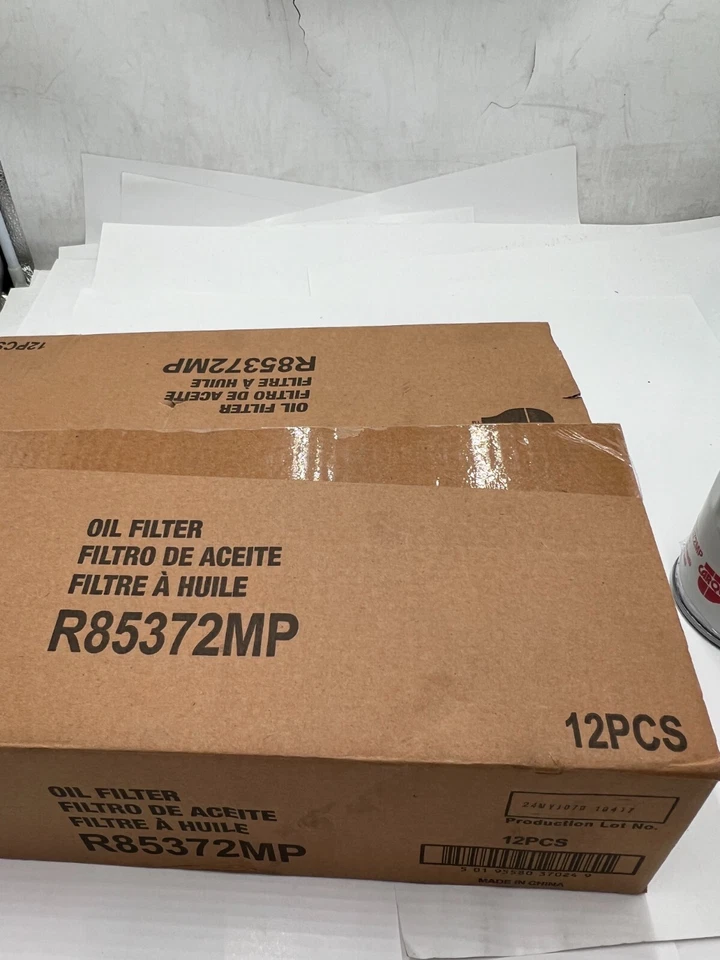 12PCS
R85372MP
FILTRE À HUILE
FILTRO DE ACEITE
OIL FILTER
OIL FILTER
FILTRO DE ACEITE
FILTRE À HUILE
R85372MP
12PCS
OIL FILTER
FILTRO DE ACEITE
FILTRE À HUILE
R85372MP
Production Lot No.
12PCS
MADE IN CHINA